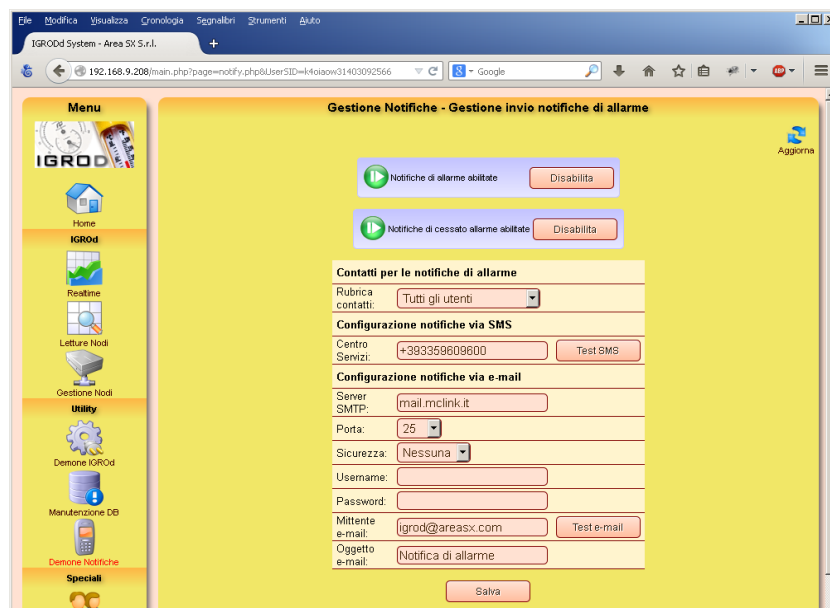 File Modifica Visualizza Cronologia Segnalibri Strumenti Aiuto
IGRODd System - Area SX S.r.l.
192.168.9.208/main.php?page=notify.php&UserSID=k4oiaow31403092566
Google
Menu
IGROD
Home
IGROd
Realtime
Letture Nodi
Gestione Nodi
Utility
Demone IGROd
Manutenzione DB
Demone Notifiche
Speciali
Gestione Notifiche - Gestione invio notifiche di allarme
Aggiorna
Notifiche di allarme abilitate Disabilita
Notifiche di cessato allarme abilitate Disabilita
Contatti per le notifiche di allarme
Rubrica contatti: Tutti gli utenti
Configurazione notifiche via SMS
Centro Servizi: +393359609600 Test SMS
Configurazione notifiche via e-mail
Server SMTP: mail.mclink.it
Porta: 25
Sicurezza: Nessuna
Username:
Password:
Mittente e-mail: igrod@areasx.com Test e-mail
Oggetto e-mail: Notifica di allarme
Salva